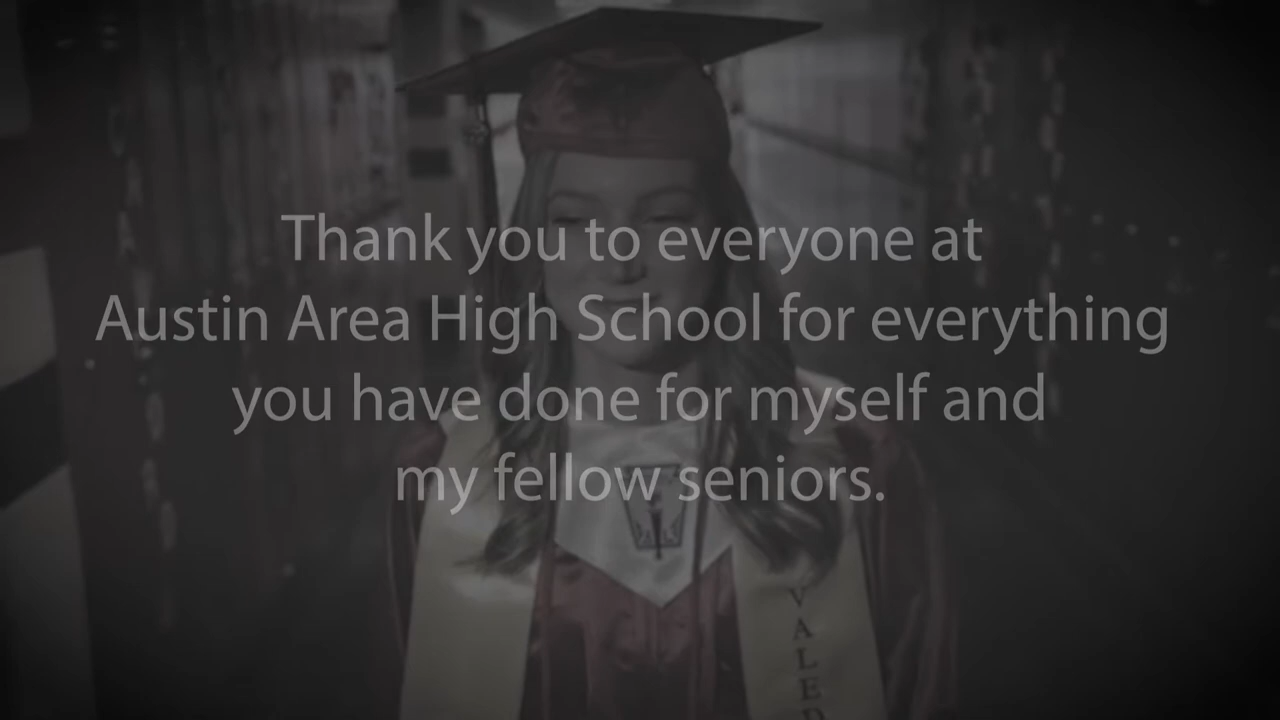 Thank you to everyone at
Austin Area High School for everything
you have done for myself and
my fellow seniors.
VALED